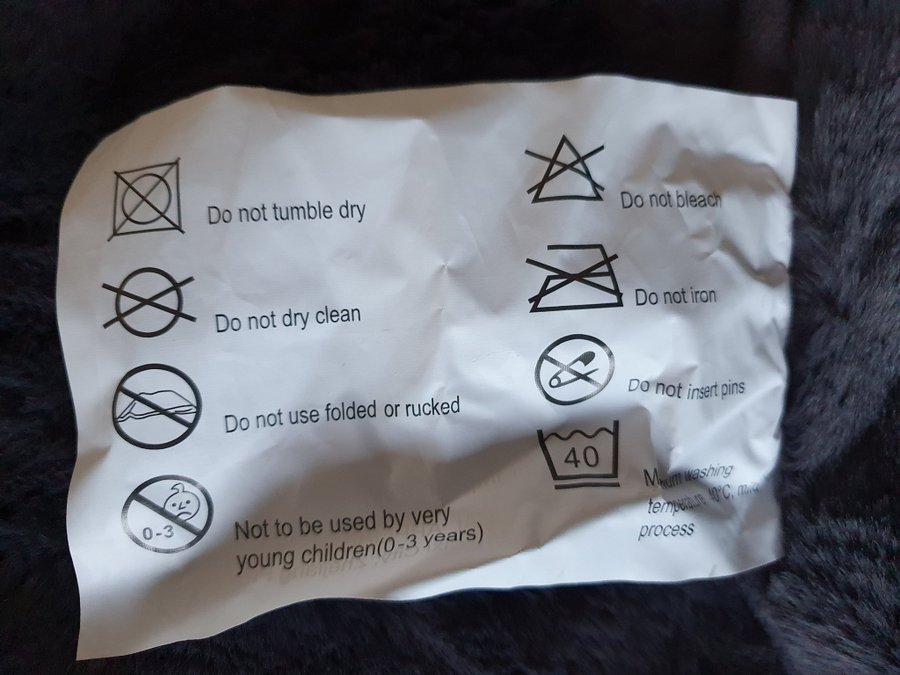 Do not tumble dry
Do not dry clean
Do not use folded or rucked
0-3
Not to be used by very
young children(0-3 years)
Do not bleach
Do not iron
Do not insert pins
40
washing
40°C,
process